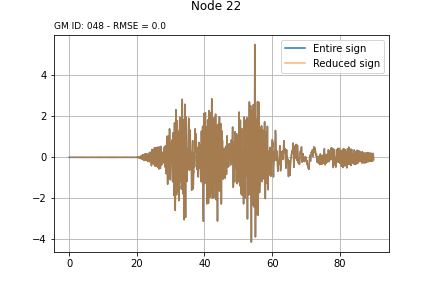 Node 22
GM ID: 048 - RMSE = 0.0
Entire sign
Reduced sign
4
2
0
−2
−4
0 20 40 60 80